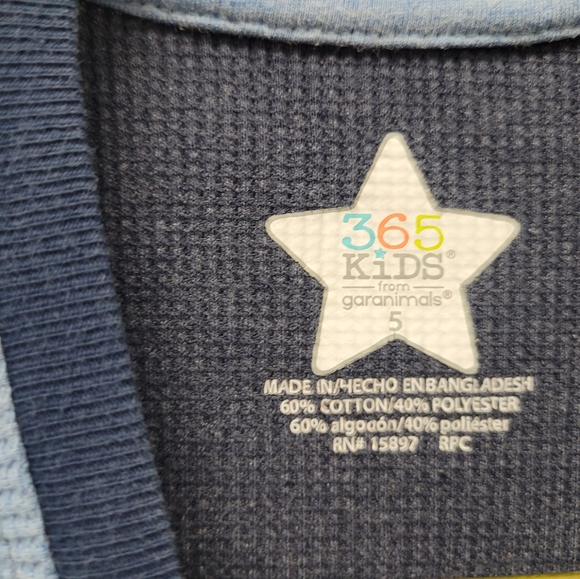 365
KiDS®
from
garanimals®
5
MADE IN/HECHO EN BANGLADESH
60% COTTON/40% POLYESTER
60% algodón/40% poliéster
RN# 15897 RPC